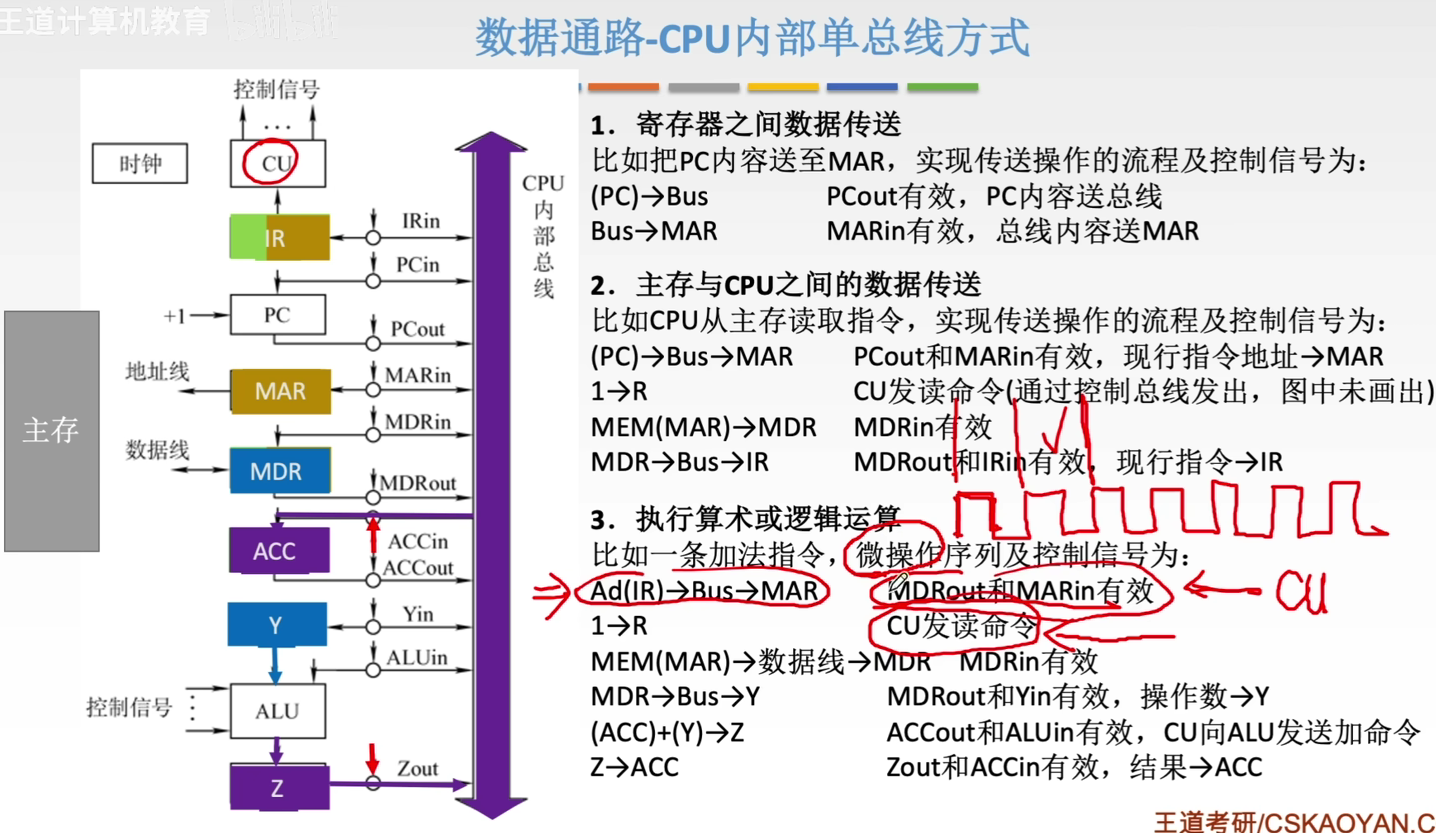 王道计算机教育 bilibili
数据通路-CPU内部单总线方式
控制信号
...
时钟
CU
CPU内部总线
IR
IRin
PCin
+1
PC
PCout
地址线
MAR
MARin
MDRin
主存
数据线
MDR
MDRout
ACC
ACCin
ACCout
Y
Yin
ALUin
控制信号
ALU
Z
Zout
1．寄存器之间数据传送
比如把PC内容送至MAR，实现传送操作的流程及控制信号为：
(PC)→Bus PCout有效，PC内容送总线
Bus→MAR MARin有效，总线内容送MAR
2．主存与CPU之间的数据传送
比如CPU从主存读取指令，实现传送操作的流程及控制信号为：
(PC)→Bus→MAR PCout和MARin有效，现行指令地址→MAR
1→R CU发读命令(通过控制总线发出，图中未画出)
MEM(MAR)→MDR MDRin有效
MDR→Bus→IR MDRout和IRin有效，现行指令→IR
3．执行算术或逻辑运算
比如一条加法指令，微操作序列及控制信号为：
Ad(IR)→Bus→MAR MDRout和MARin有效 CU
1→R CU发读命令
MEM(MAR)→数据线→MDR MDRin有效
MDR→Bus→Y MDRout和Yin有效，操作数→Y
(ACC)+(Y)→Z ACCout和ALUin有效，CU向ALU发送加命令
Z→ACC Zout和ACCin有效，结果→ACC
王道考研/CSKAOYAN.C